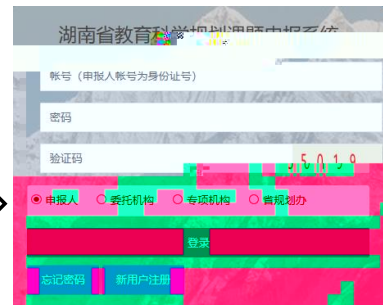 湖南省教育科学规划课题申报系统
帐号（申报人帐号为身份证号）
密码
验证码
申报人 委托机构 专项机构 省规划办
登录
忘记密码 新用户注册